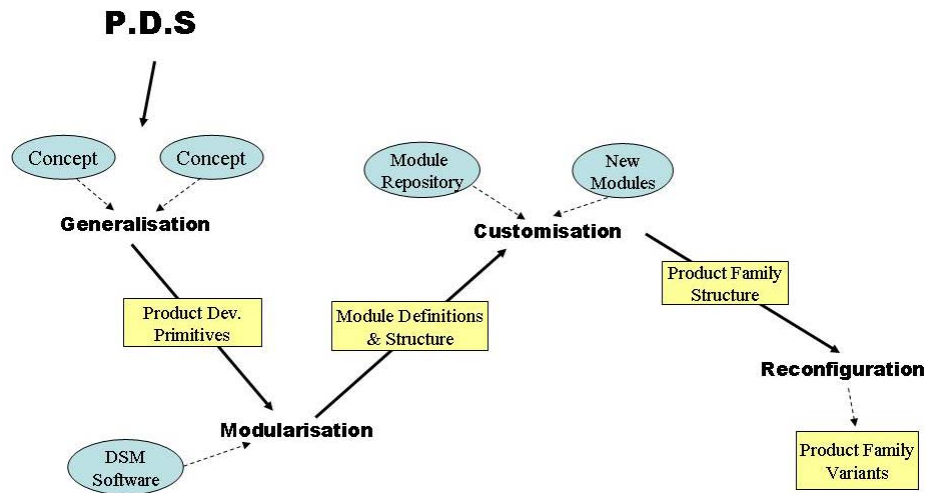 P.D.S
Concept
Concept
Generalisation
Product Dev.
Primitives
Modularisation
DSM
Software
Module Definitions
& Structure
Module
Repository
New
Modules
Customisation
Product Family
Structure
Reconfiguration
Product Family
Variants